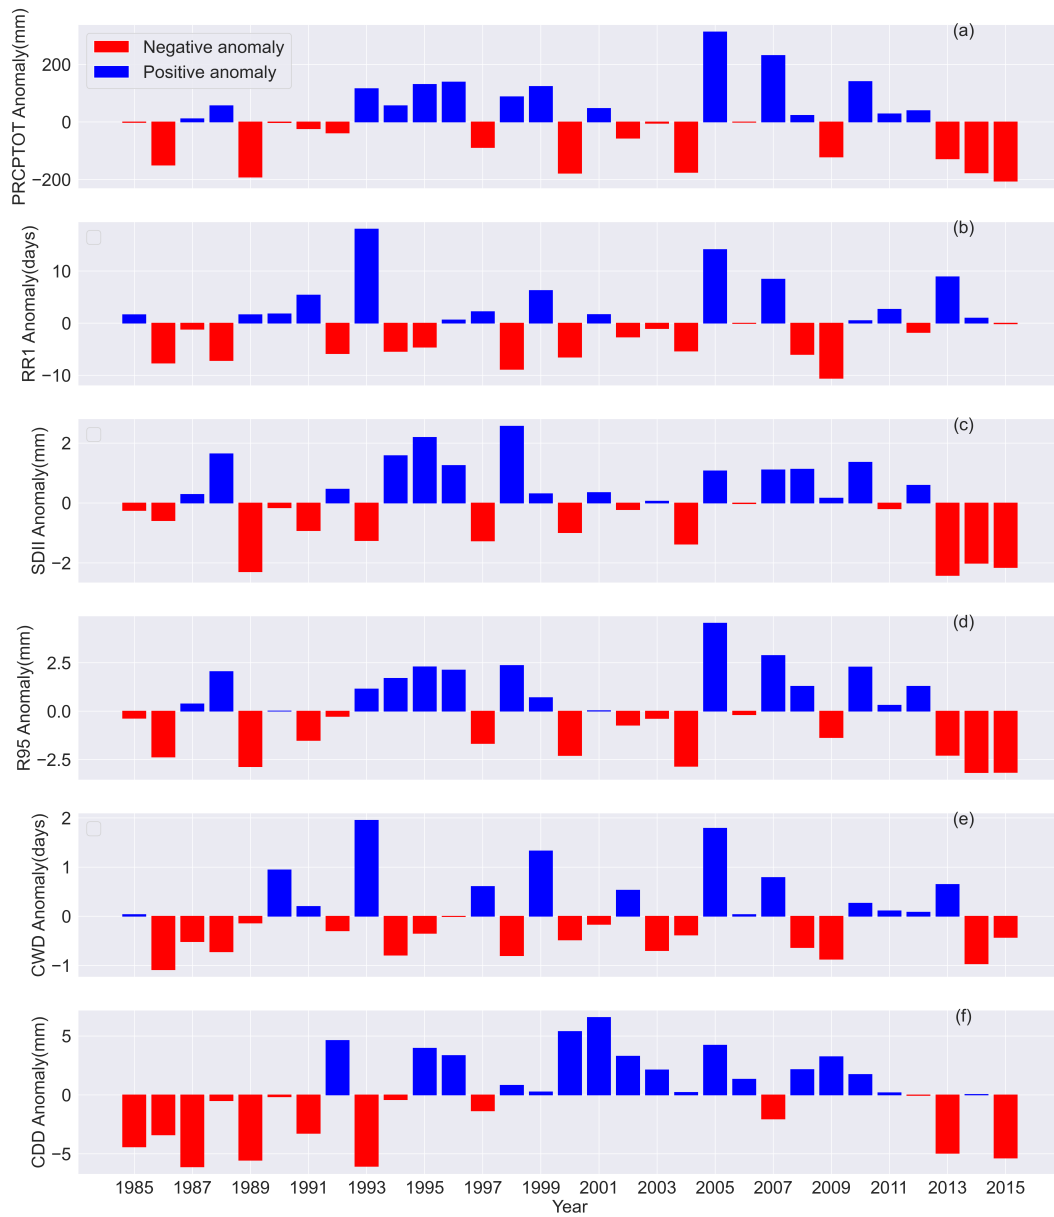 PRCPTOT Anomaly(mm)
200
0
−200
Negative anomaly
Positive anomaly
(a)
RR1 Anomaly(days)
10
0
−10
(b)
SDII Anomaly(mm)
2
0
−2
(c)
R95 Anomaly(mm)
2.5
0.0
−2.5
(d)
CWD Anomaly(days)
2
1
0
−1
(e)
CDD Anomaly(mm)
5
0
−5
(f)
1985 1987 1989 1991 1993 1995 1997 1999 2001 2003 2005 2007 2009 2011 2013 2015
Year